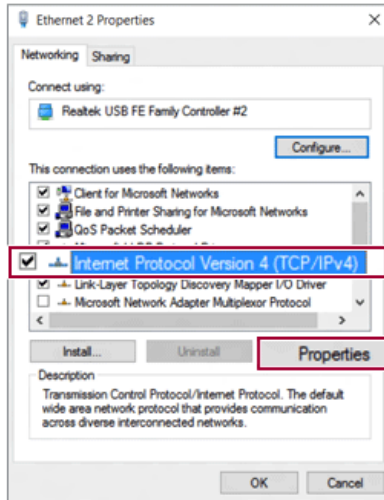 Ethernet 2 Properties
Networking Sharing
Connect using:
Realtek USB FE Family Controller #2
Configure...
This connection uses the following items:
Client for Microsoft Networks
File and Printer Sharing for Microsoft Networks
QoS Packet Scheduler
Internet Protocol Version 4 (TCP/IPv4)
Link-Layer Topology Discovery Mapper I/O Driver
Microsoft Network Adapter Multiplexor Protocol
Install... Uninstall Properties
Description
Transmission Control Protocol/Internet Protocol. The default
wide area network protocol that provides communication
across diverse interconnected networks.
OK Cancel